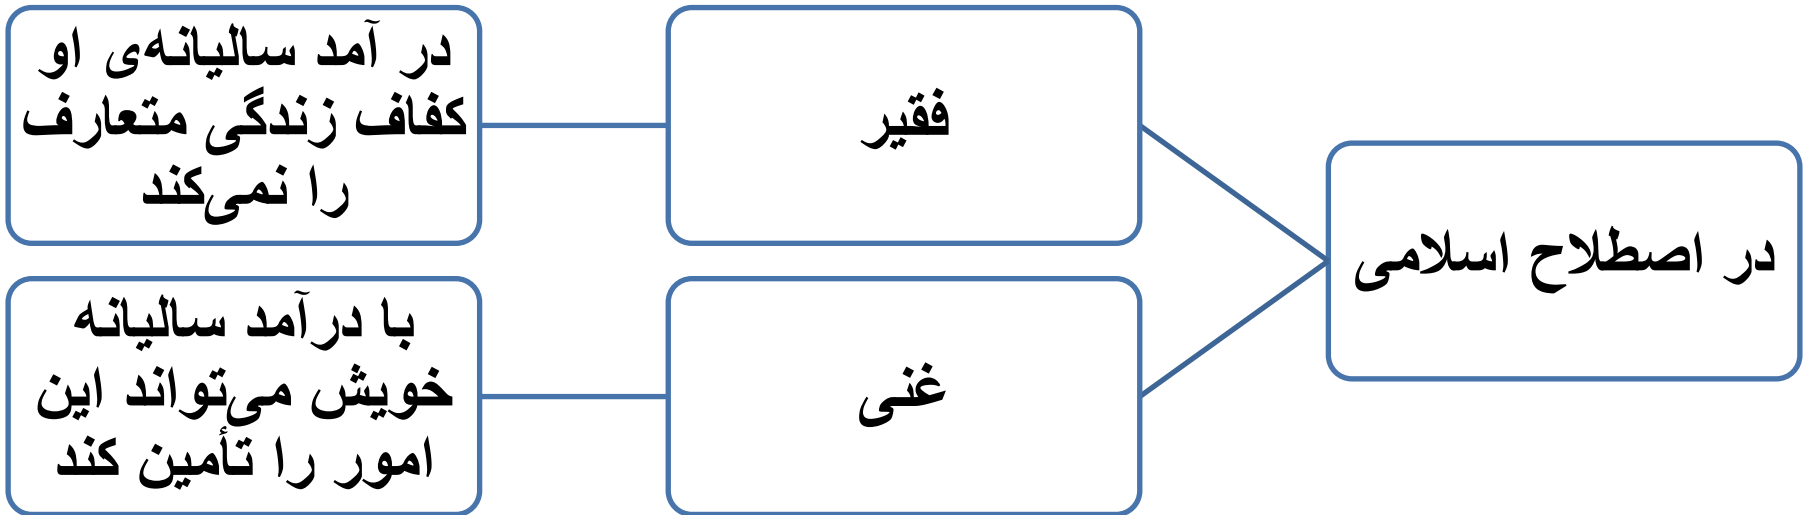 در اصطلاح اسلامی
فقیر
در آمد سالیانه‌ی او
کفاف زندگی متعارف
را نمی‌کند
غنی
با درآمد سالیانه
خویش می‌تواند این
امور را تأمین کند